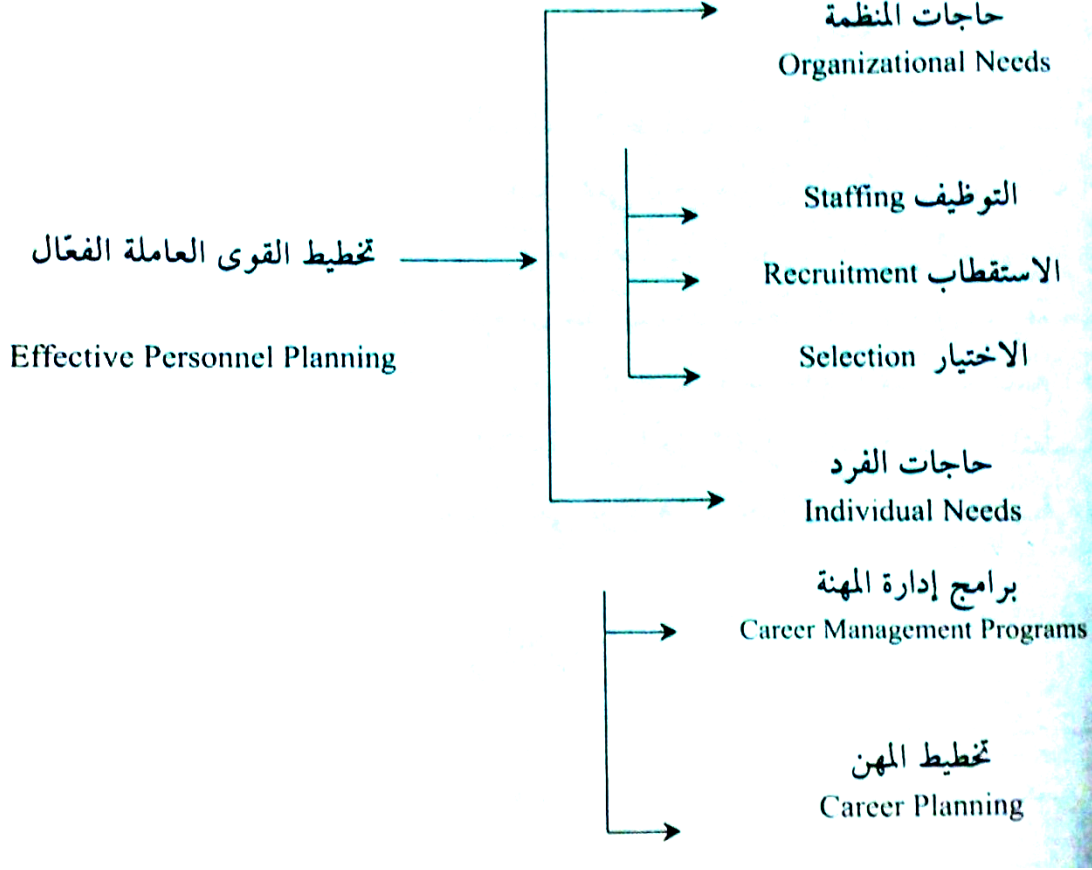 حاجات المنظمة
Organizational Needs
التوظيف Staffing
تخطيط القوى العاملة الفعّال
الاستقطاب Recruitment
Effective Personnel Planning
الاختيار Selection
حاجات الفرد
Individual Needs
برامج إدارة المهنة
Career Management Programs
تخطيط المهن
Career Planning